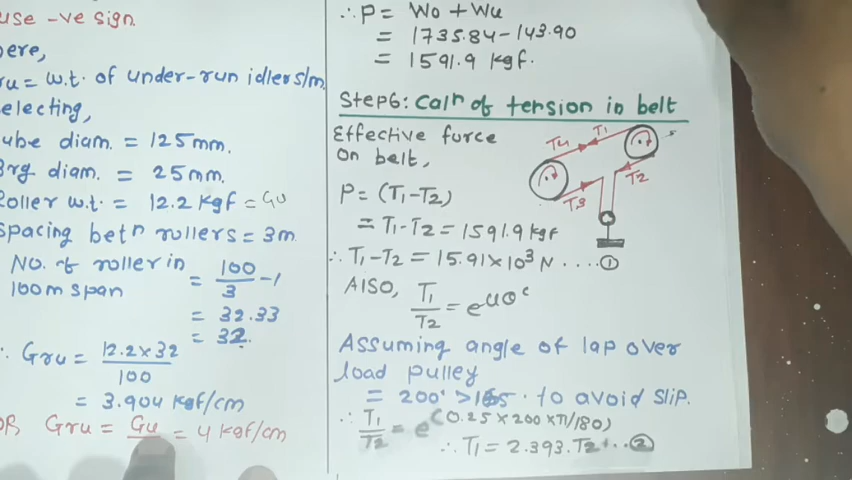 use -ve sign.
here,
ru = w.t. of under-run idlers/m.
electing,
ube diam. = 125 mm.
Brg diam. = 25 mm.
Roller w.t. = 12.2 kgf = Gu
Spacing betn rollers = 3m.
No. of roller in 100m span = 100/3 - 1
= 32.33
= 32.
∴ Gru = 12.2 x 32 / 100
= 3.904 kgf/cm
OR Gru = Gu = 4 kgf/cm
∴ P = Wo + Wu
= 1735.84 - 143.90
= 1591.9 kgf.
Step6: Caln of tension in belt
Effective force
on belt,
P = (T1 - T2)
= T1 - T2 = 1591.9 kgf
∴ T1 - T2 = 15.91 x 10³ N ....①
T4 T1
T2
T3
Also, T1/T2 = e^μθ
Assuming angle of lap over
load pulley
= 200° > 165. to avoid slip.
∴ T1/T2 = e^(0.25 x 200 x π/180)
∴ T1 = 2.393. T2 ...②